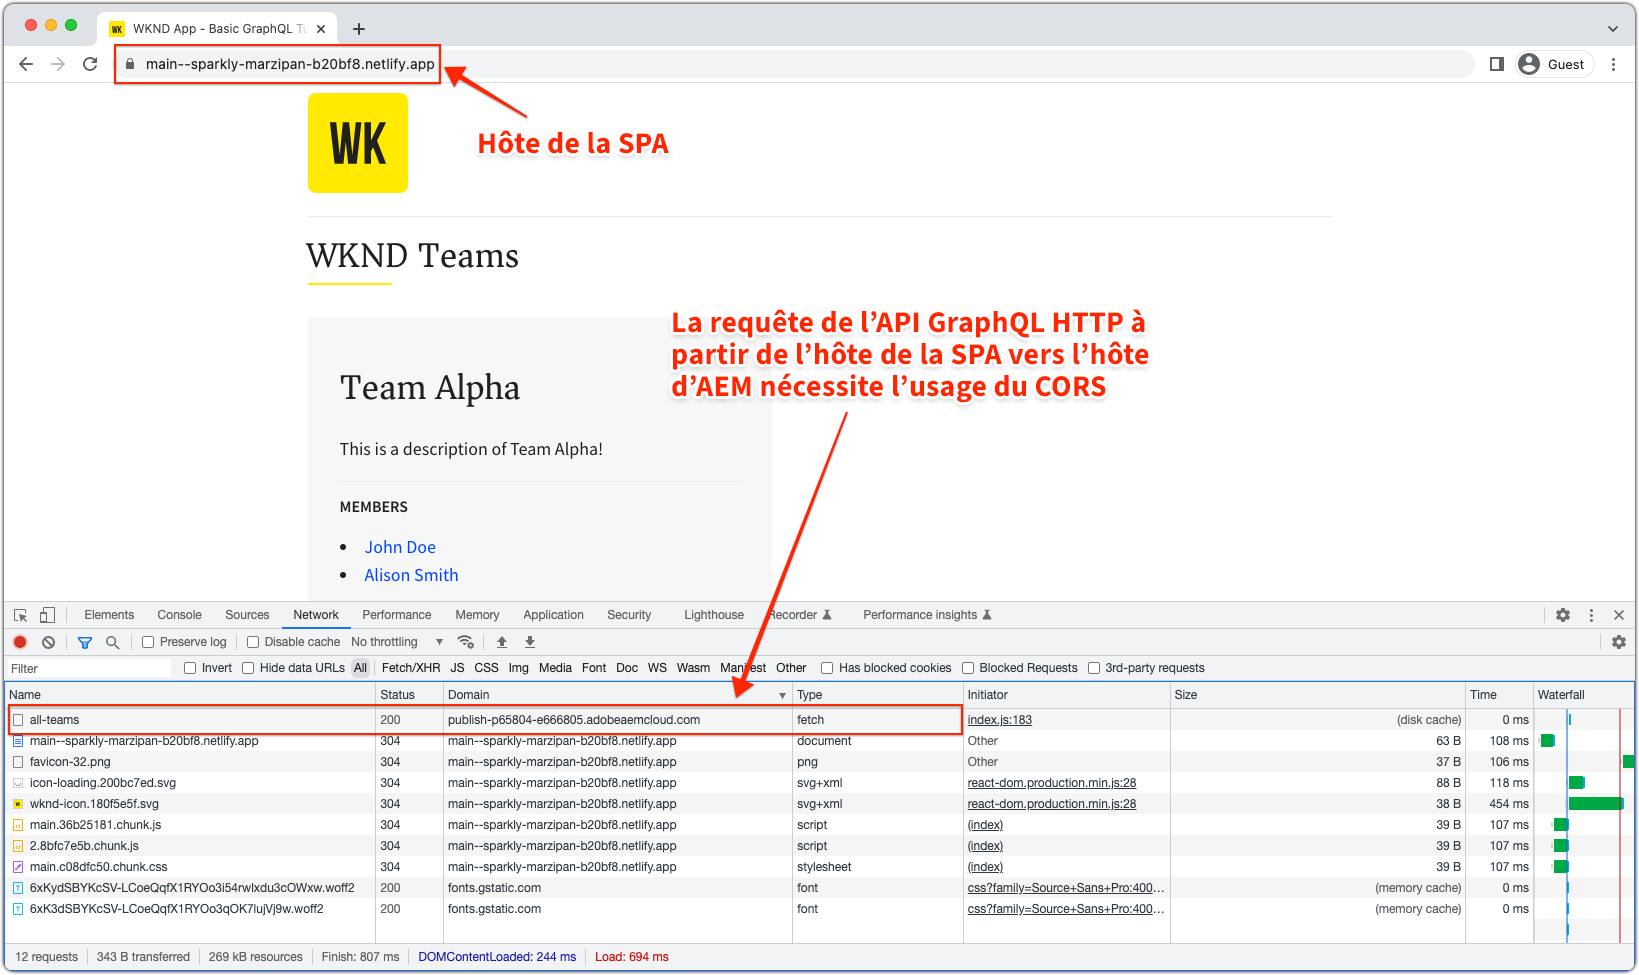 WK WKND App - Basic GraphQL Tu
main--sparkly-marzipan-b20bf8.netlify.app
Guest
WK
Hôte de la SPA
WKND Teams
La requête de l’API GraphQL HTTP à
partir de l’hôte de la SPA vers l’hôte
d’AEM nécessite l’usage du CORS
Team Alpha
This is a description of Team Alpha!
MEMBERS
• John Doe
• Alison Smith
Elements Console Sources Network Performance Memory Application Security Lighthouse Recorder Performance insights
Preserve log Disable cache No throttling
Filter Invert Hide data URLs All Fetch/XHR JS CSS Img Media Font Doc WS Wasm Manifest Other Has blocked cookies Blocked Requests 3rd-party requests
Name Status Domain Type Initiator Size Time Waterfall
all-teams 200 publish-p65804-e666805.adobeaemcloud.com fetch index.js:183 (disk cache) 0 ms
main--sparkly-marzipan-b20bf8.netlify.app 304 main--sparkly-marzipan-b20bf8.netlify.app document Other 63 B 108 ms
favicon-32.png 304 main--sparkly-marzipan-b20bf8.netlify.app png Other 37 B 106 ms
icon-loading.200bc7ed.svg 304 main--sparkly-marzipan-b20bf8.netlify.app svg+xml react-dom.production.min.js:28 88 B 118 ms
wknd-icon.180f5e5f.svg 304 main--sparkly-marzipan-b20bf8.netlify.app svg+xml react-dom.production.min.js:28 38 B 454 ms
main.36b25181.chunk.js 304 main--sparkly-marzipan-b20bf8.netlify.app script (index) 39 B 107 ms
2.8bfc7e5b.chunk.js 304 main--sparkly-marzipan-b20bf8.netlify.app script (index) 39 B 107 ms
main.c08dfc50.chunk.css 304 main--sparkly-marzipan-b20bf8.netlify.app stylesheet (index) 39 B 107 ms
6xKydSBYKcSV-LCoeQqfX1RYOo3i54rwlxdu3cOWxw.woff2 200 fonts.gstatic.com font css?family=Source+Sans+Pro:400... (memory cache) 0 ms
6xK3dSBYKcSV-LCoeQqfX1RYOo3qOK7lujVj9w.woff2 200 fonts.gstatic.com font css?family=Source+Sans+Pro:400... (memory cache) 0 ms
12 requests 343 B transferred 269 kB resources Finish: 807 ms DOMContentLoaded: 244 ms Load: 694 ms